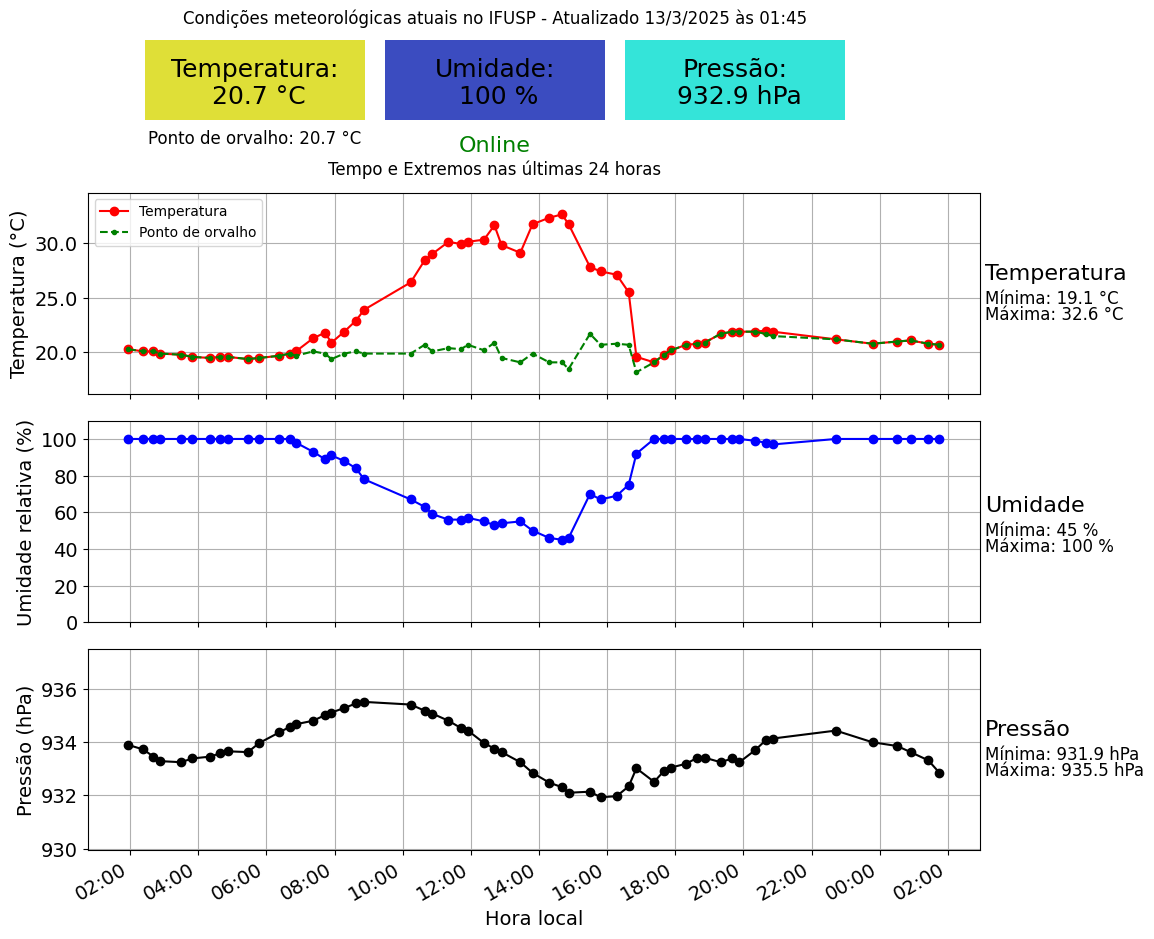 Condições meteorológicas atuais no IFUSP - Atualizado 13/3/2025 às 01:45
Temperatura:
20.7 °C
Umidade:
100 %
Pressão:
932.9 hPa
Ponto de orvalho: 20.7 °C
Online
Tempo e Extremos nas últimas 24 horas
Temperatura (°C)
30.0
25.0
20.0
Temperatura
Ponto de orvalho
Temperatura
Mínima: 19.1 °C
Máxima: 32.6 °C
Umidade relativa (%)
100
80
60
40
20
0
Umidade
Mínima: 45 %
Máxima: 100 %
Pressão (hPa)
936
934
932
930
Pressão
Mínima: 931.9 hPa
Máxima: 935.5 hPa
02:00 04:00 06:00 08:00 10:00 12:00 14:00 16:00 18:00 20:00 22:00 00:00 02:00
Hora local